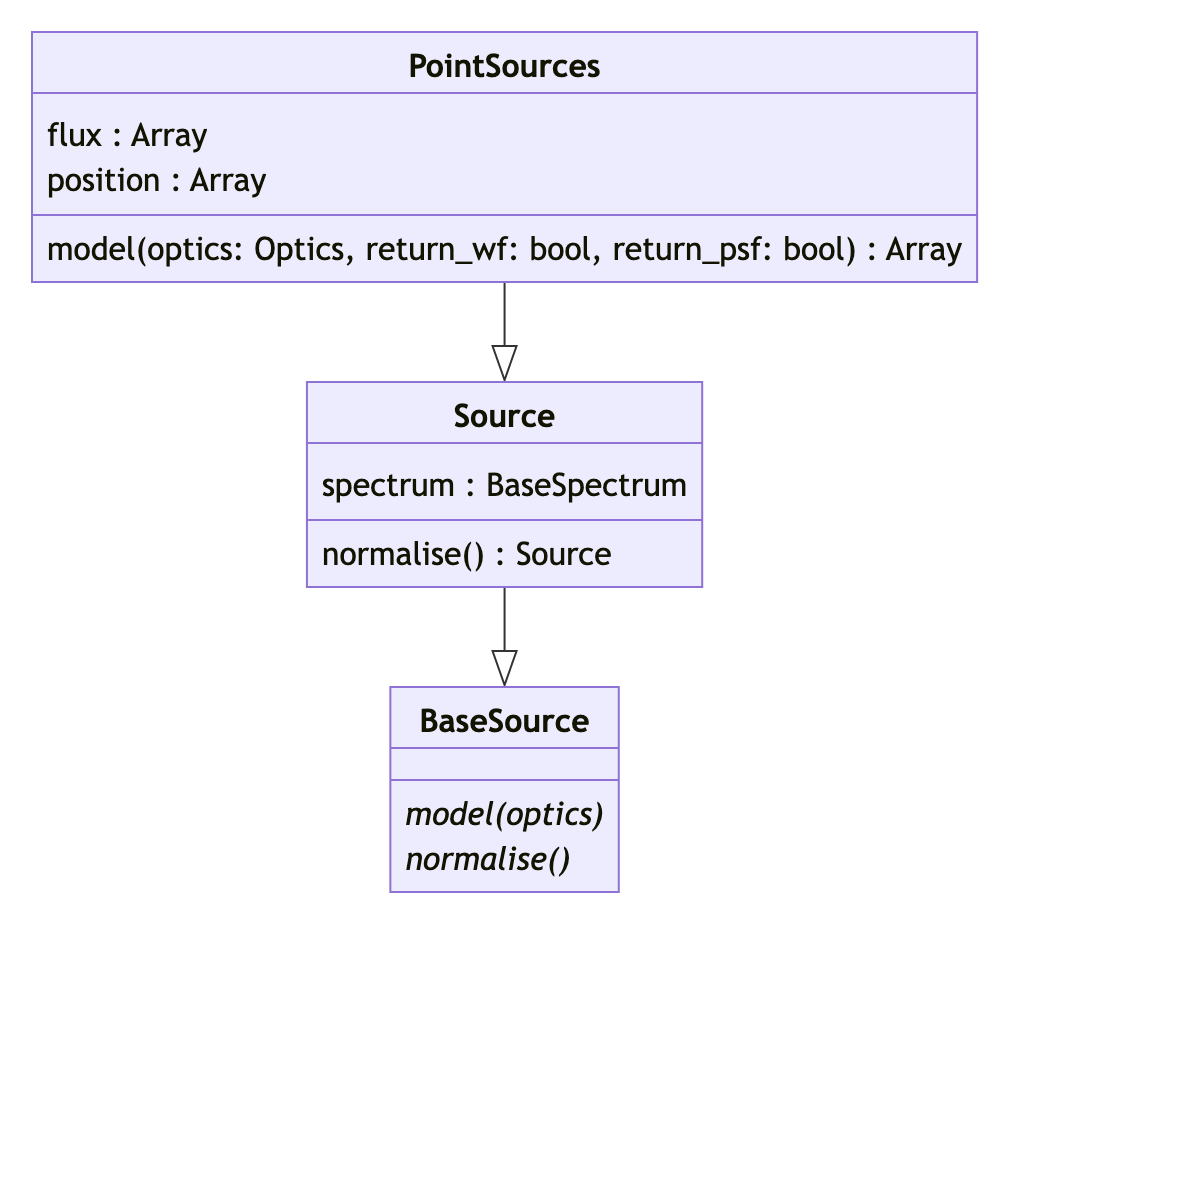 PointSources
flux : Array
position : Array
model(optics: Optics, return_wf: bool, return_psf: bool) : Array
Source
spectrum : BaseSpectrum
normalise() : Source
BaseSource
model(optics)
normalise()